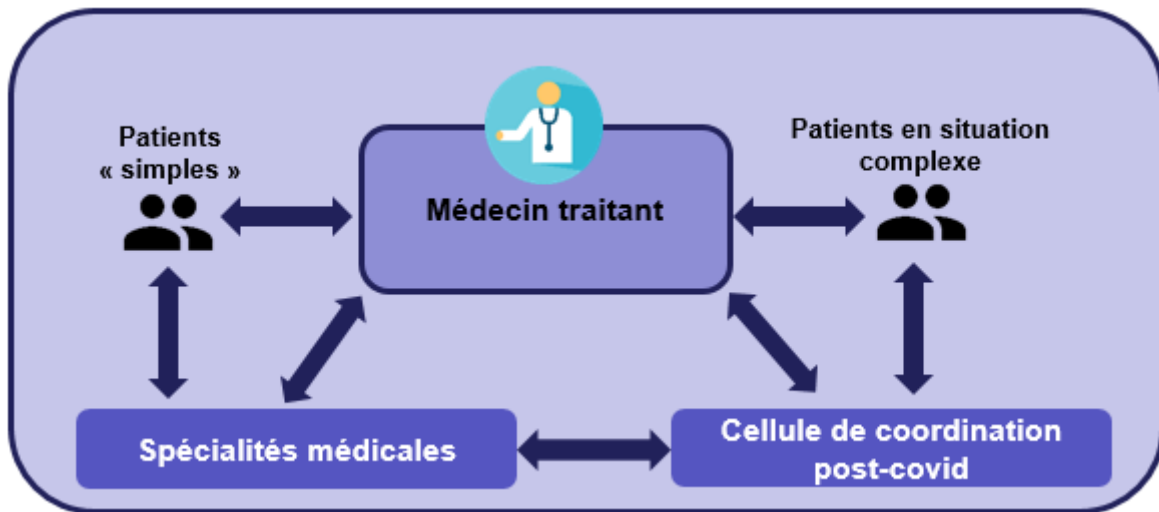 Patients
« simples »
Médecin traitant
Patients en situation
complexe
Spécialités médicales
Cellule de coordination
post-covid